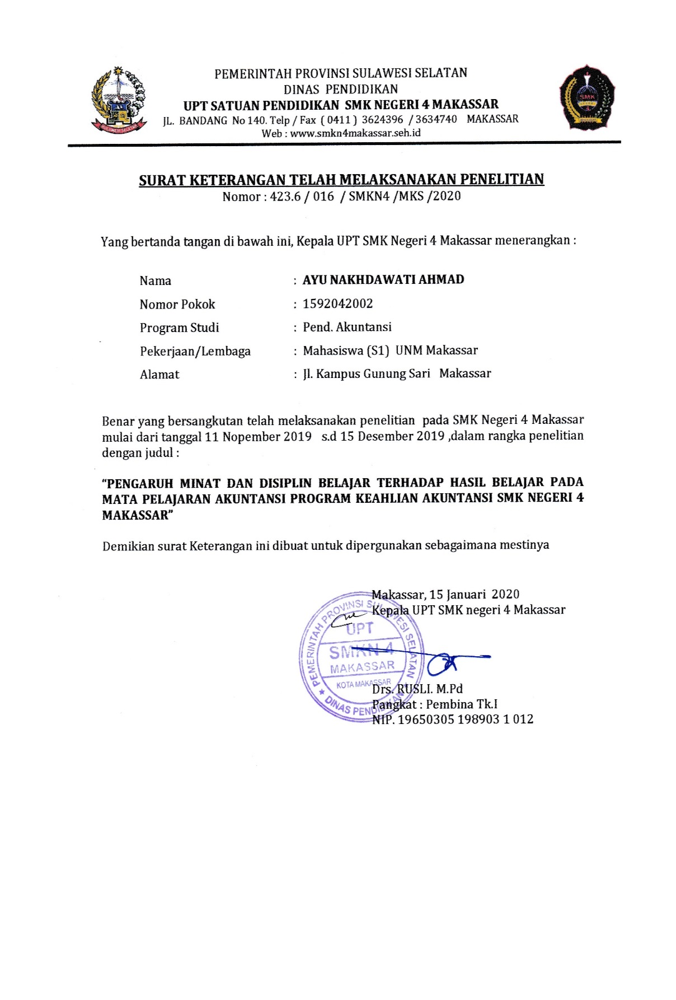 PEMERINTAH PROVINSI SULAWESI SELATAN
DINAS PENDIDIKAN
UPT SATUAN PENDIDIKAN SMK NEGERI 4 MAKASSAR
JL. BANDANG No 140. Telp / Fax ( 0411 ) 3624396 / 3634740 MAKASSAR
Web : www.smkn4makassar.seh.id
SULAWESI SELATAN
SMK
SURAT KETERANGAN TELAH MELAKSANAKAN PENELITIAN
Nomor : 423.6 / 016 / SMKN4 /MKS /2020
Yang bertanda tangan di bawah ini, Kepala UPT SMK Negeri 4 Makassar menerangkan :
Nama : AYU NAKHDAWATI AHMAD
Nomor Pokok : 1592042002
Program Studi : Pend. Akuntansi
Pekerjaan/Lembaga : Mahasiswa (S1) UNM Makassar
Alamat : Jl. Kampus Gunung Sari Makassar
Benar yang bersangkutan telah melaksanakan penelitian pada SMK Negeri 4 Makassar
mulai dari tanggal 11 Nopember 2019 s.d 15 Desember 2019 ,dalam rangka penelitian
dengan judul :
“PENGARUH MINAT DAN DISIPLIN BELAJAR TERHADAP HASIL BELAJAR PADA
MATA PELAJARAN AKUNTANSI PROGRAM KEAHLIAN AKUNTANSI SMK NEGERI 4
MAKASSAR”
Demikian surat Keterangan ini dibuat untuk dipergunakan sebagaimana mestinya
Makassar, 15 Januari 2020
Kepala UPT SMK negeri 4 Makassar
PEMERINTAH PROVINSI SULAWESI SELATAN
UPT
SMKN 4
MAKASSAR
KOTA MAKASSAR
★ DINAS PENDIDIKAN ★
Drs. RUSLI. M.Pd
Pangkat : Pembina Tk.I
NIP. 19650305 198903 1 012